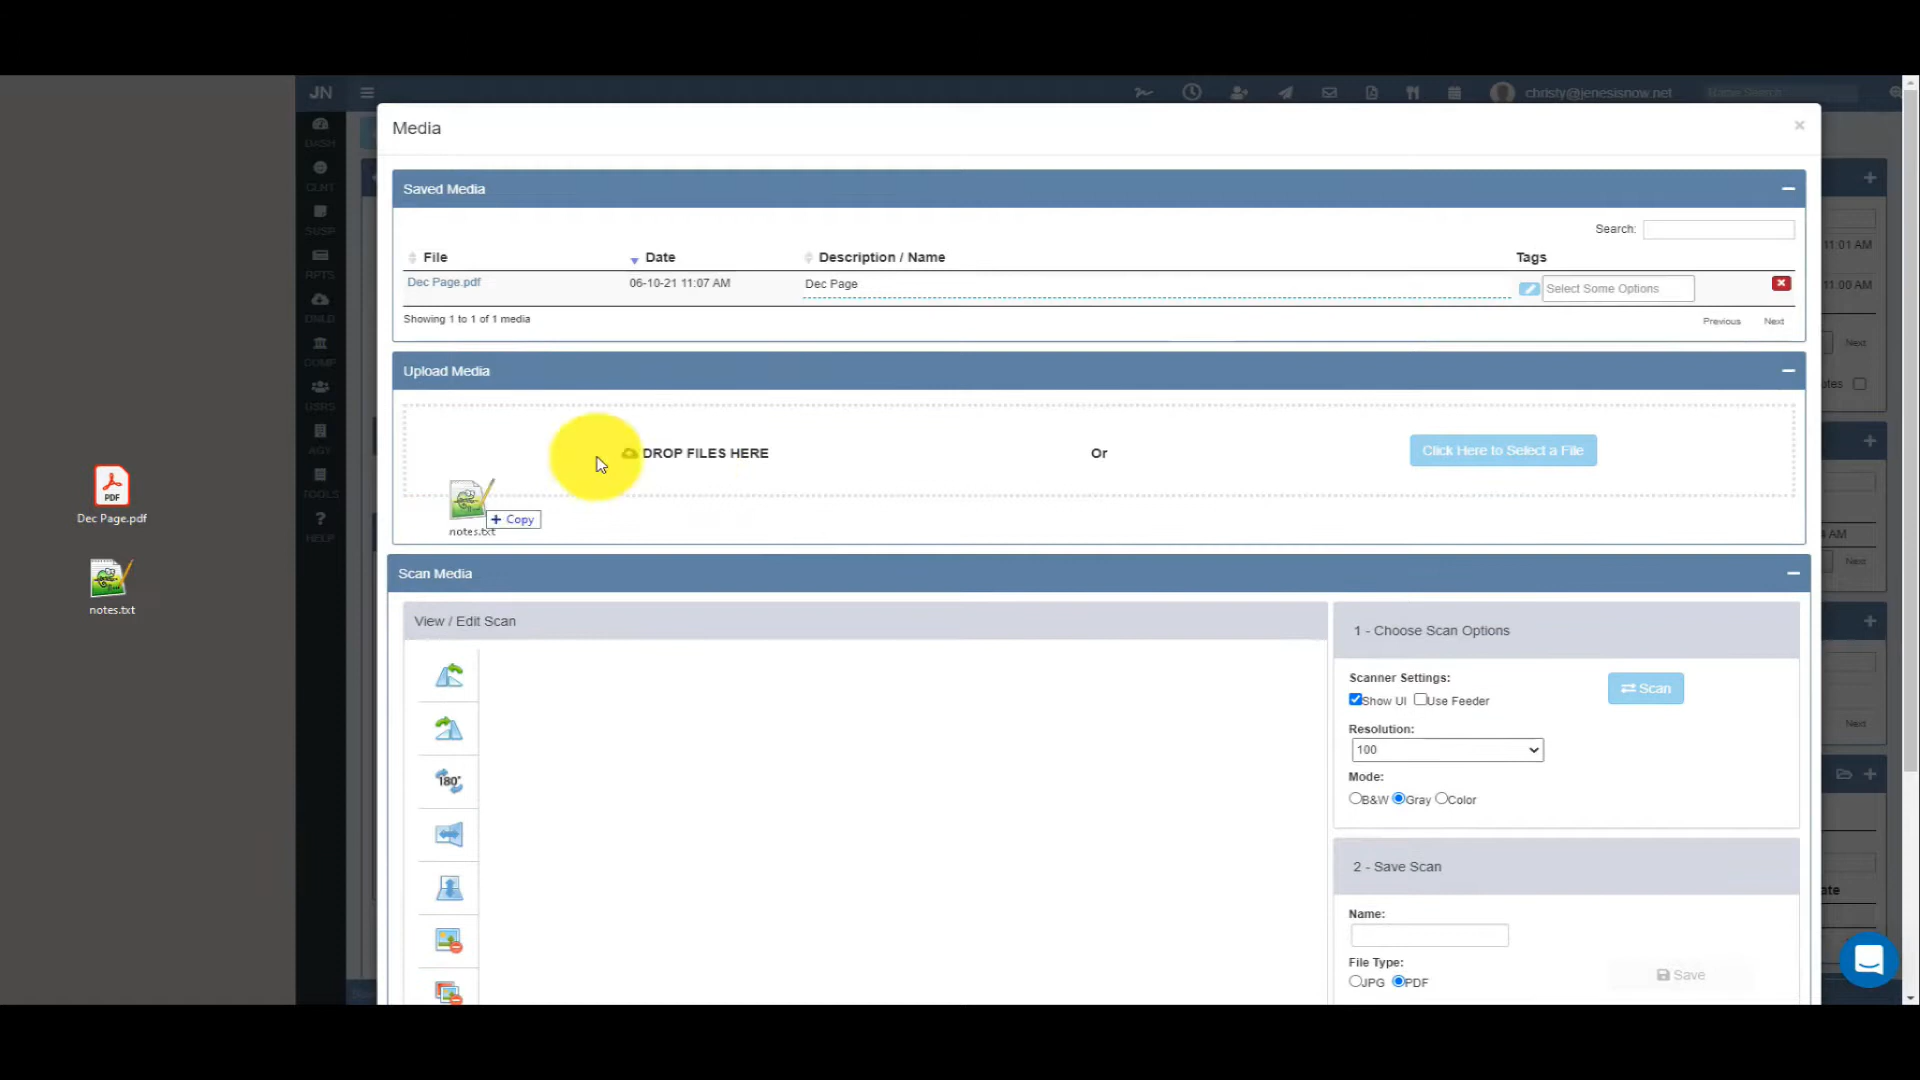 JN
christy@jenesisnow.net
Name Search
Media
×
DASH
CLNT
SUSP
RPTS
DNLD
COMP
USRS
AGY
TOOLS
HELP
Saved Media
Search:
File Date Description / Name Tags
Dec Page.pdf 06-10-21 11:07 AM Dec Page Select Some Options
Showing 1 to 1 of 1 media Previous Next
Upload Media
DROP FILES HERE Or Click Here to Select a File
+ Copy
notes.txt
PDF
Dec Page.pdf
notes.txt
Scan Media
View / Edit Scan
180°
1 - Choose Scan Options
Scanner Settings:
Show UI Use Feeder
Scan
Resolution:
100
Mode:
B&W Gray Color
2 - Save Scan
Name:
File Type:
JPG PDF
Save
11:01 AM
11:00 AM
Next
AM
Next
Next